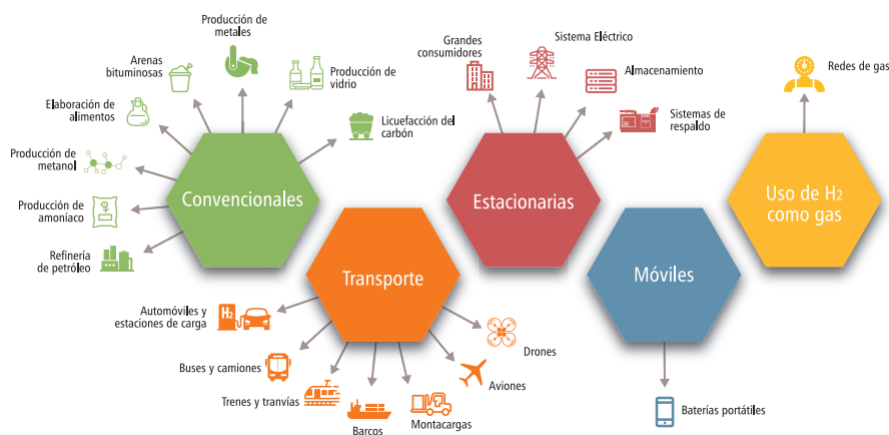 Producción de
metales
Arenas
bituminosas
Producción de
vidrio
Elaboración de
alimentos
Licuefacción del
carbón
Producción de
metanol
Producción de
amoníaco
Refinería
de petróleo
Convencionales
Grandes
consumidores
Sistema Eléctrico
Almacenamiento
Sistemas de
respaldo
Estacionarias
Redes de gas
Uso de H2
como gas
Transporte
Automóviles y
estaciones de carga
H2
Buses y camiones
Trenes y tranvías
Barcos
Montacargas
Aviones
Drones
Móviles
Baterías portátiles